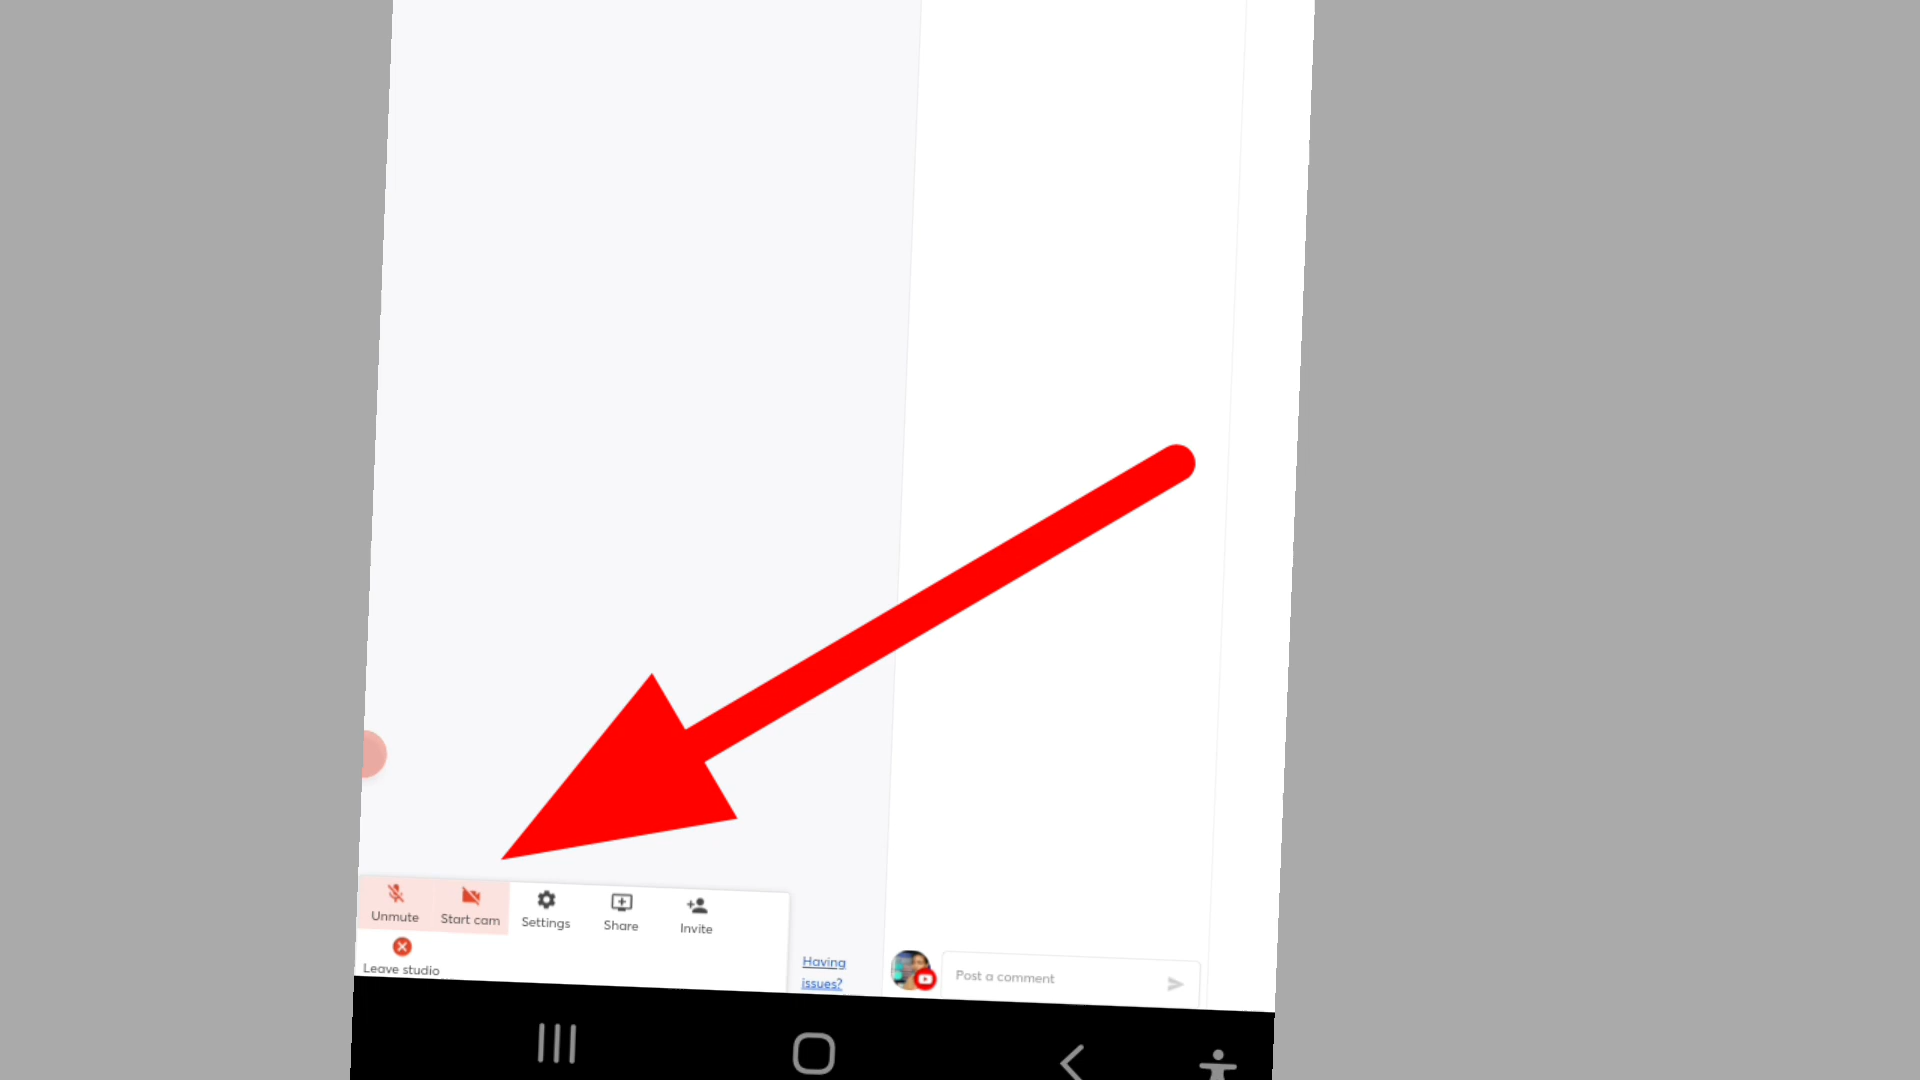 Unmute
Start cam
Settings
Share
Invite
Leave studio
Having
issues?
Post a comment